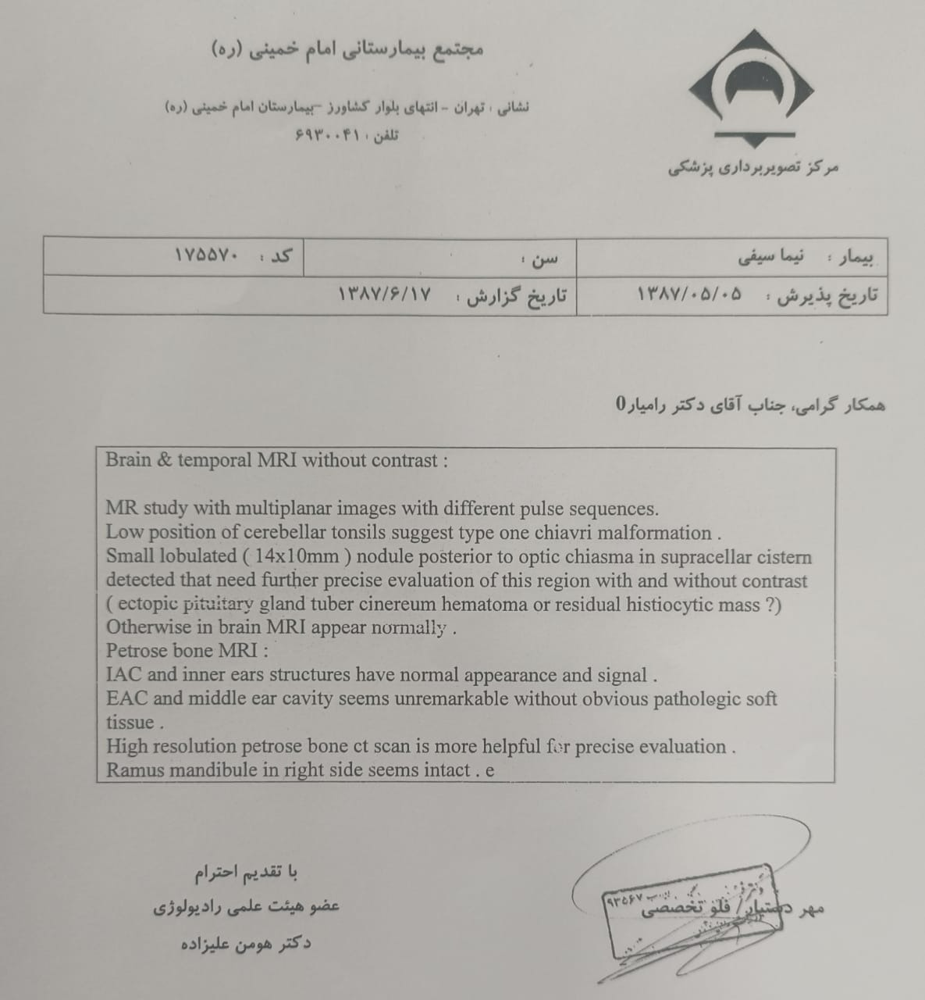 مجتمع بیمارستانی امام خمینی (ره)
نشانی : تهران - انتهای بلوار کشاورز -بیمارستان امام خمینی (ره)
تلفن : ۶۹۳۰۰۴۱
مرکز تصویربرداری پزشکی
بیمار : نیما سیفی سن : کد : ۱۷۵۵۷۰
تاریخ پذیرش : ۱۳۸۷/۰۵/۰۵ تاریخ گزارش : ۱۳۸۷/۶/۱۷
همکار گرامی، جناب آقای دکتر رامیار0
Brain & temporal MRI without contrast :
MR study with multiplanar images with different pulse sequences.
Low position of cerebellar tonsils suggest type one chiavri malformation .
Small lobulated ( 14x10mm ) nodule posterior to optic chiasma in supracellar cistern
detected that need further precise evaluation of this region with and without contrast
( ectopic pituitary gland tuber cinereum hematoma or residual histiocytic mass ?)
Otherwise in brain MRI appear normally .
Petrose bone MRI :
IAC and inner ears structures have normal appearance and signal .
EAC and middle ear cavity seems unremarkable without obvious pathologic soft
tissue .
High resolution petrose bone ct scan is more helpful for precise evaluation .
Ramus mandibule in right side seems intact . e
با تقدیم احترام
عضو هیئت علمی رادیولوژی
دکتر هومن علیزاده
مهر دستیار/ فلو تخصصی
۹۳۵۶۷